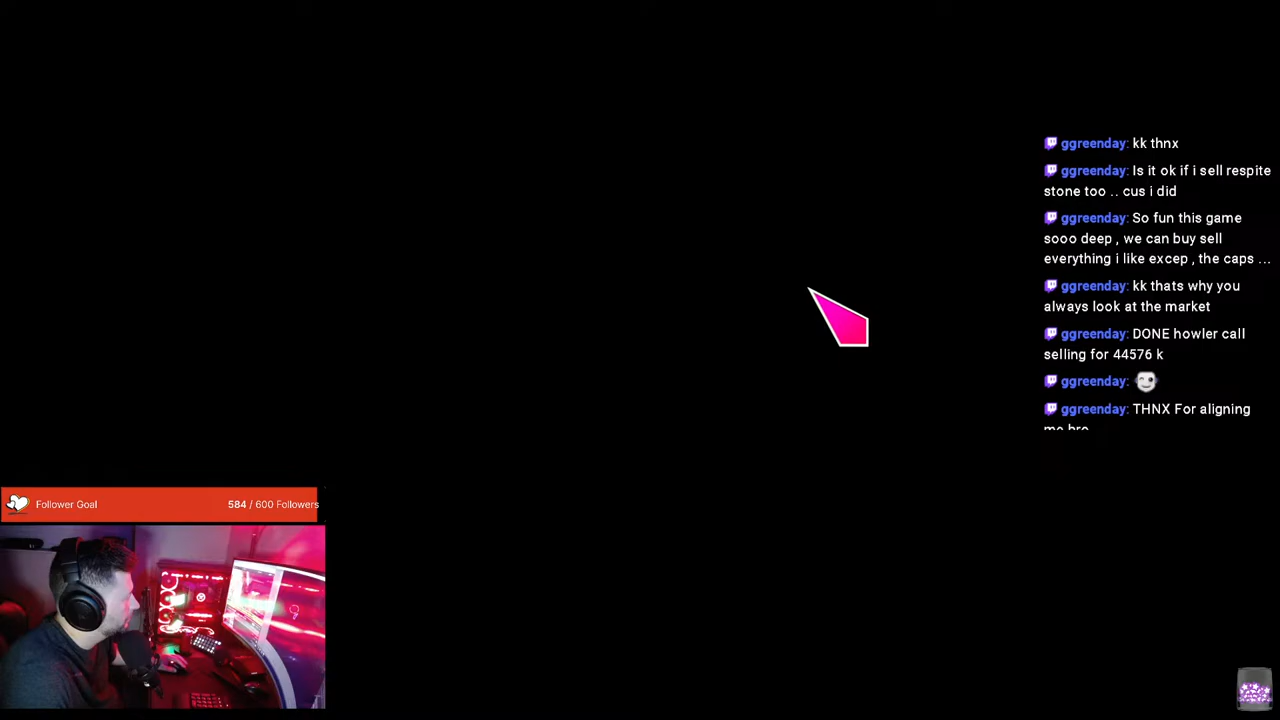 ggreenday: kk thnx
ggreenday: Is it ok if i sell respite
stone too .. cus i did
ggreenday: So fun this game
sooo deep , we can buy sell
everything i like excep , the caps ...
ggreenday: kk thats why you
always look at the market
ggreenday: DONE howler call
selling for 44576 k
ggreenday:
ggreenday: THNX For aligning
me bro
Follower Goal 584 / 600 Followers